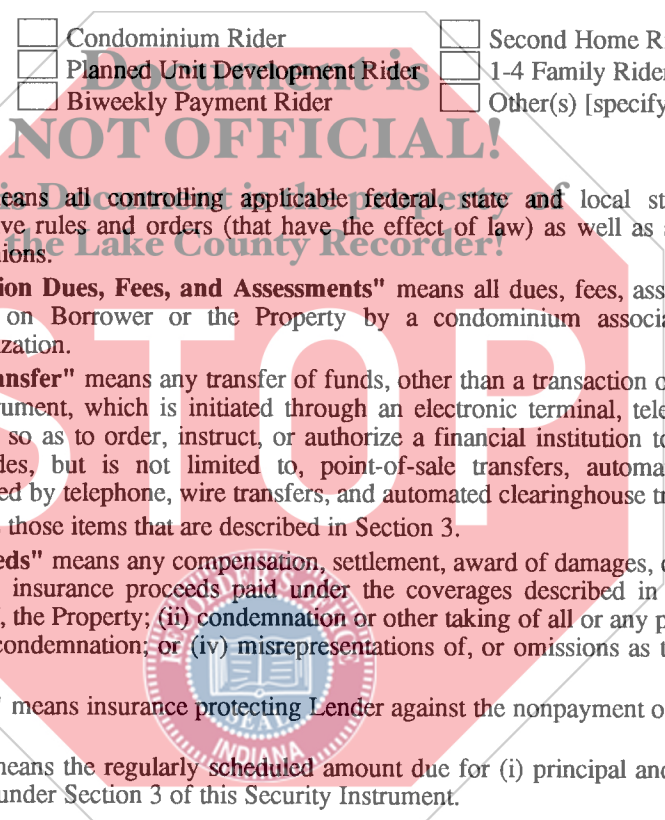 Condominium Rider Second Home R
Planned Unit Development Rider 1-4 Family Rider
Biweekly Payment Rider Other(s) [specify
Document is
NOT OFFICIAL!
is Document is the property of
the Lake County Recorder!
STOP
eans all controlling applicable federal, state and local st
ve rules and orders (that have the effect of law) as well as
ions.
ion Dues, Fees, and Assessments" means all dues, fees, ass
on Borrower or the Property by a condominium associa
zation.
ansfer" means any transfer of funds, other than a transaction o
rument, which is initiated through an electronic terminal, tele
so as to order, instruct, or authorize a financial institution to
des, but is not limited to, point-of-sale transfers, automa
ed by telephone, wire transfers, and automated clearinghouse tr
those items that are described in Section 3.
eds" means any compensation, settlement, award of damages,
insurance proceeds paid under the coverages described in
, the Property; (ii) condemnation or other taking of all or any p
condemnation; or (iv) misrepresentations of, or omissions as t
" means insurance protecting Lender against the nonpayment o
means the regularly scheduled amount due for (i) principal and
under Section 3 of this Security Instrument.
RECORDER'S OFFICE
SEAL
INDIANA